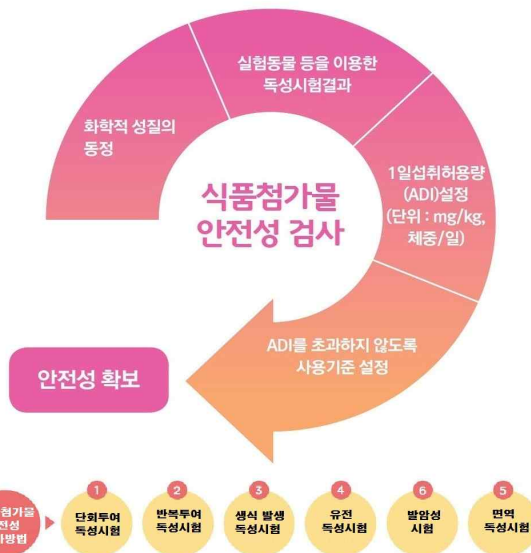 실험동물 등을 이용한
독성시험결과
화학적 성질의
동정
1일섭취허용량
(ADI)설정
(단위 : mg/kg,
체중/일)
식품첨가물
안전성 검사
ADI를 초과하지 않도록
사용기준 설정
안전성 확보
1
단회투여
독성시험
2
반복투여
독성시험
3
생식 발생
독성시험
4
유전
독성시험
6
발암성
시험
5
면역
독성시험